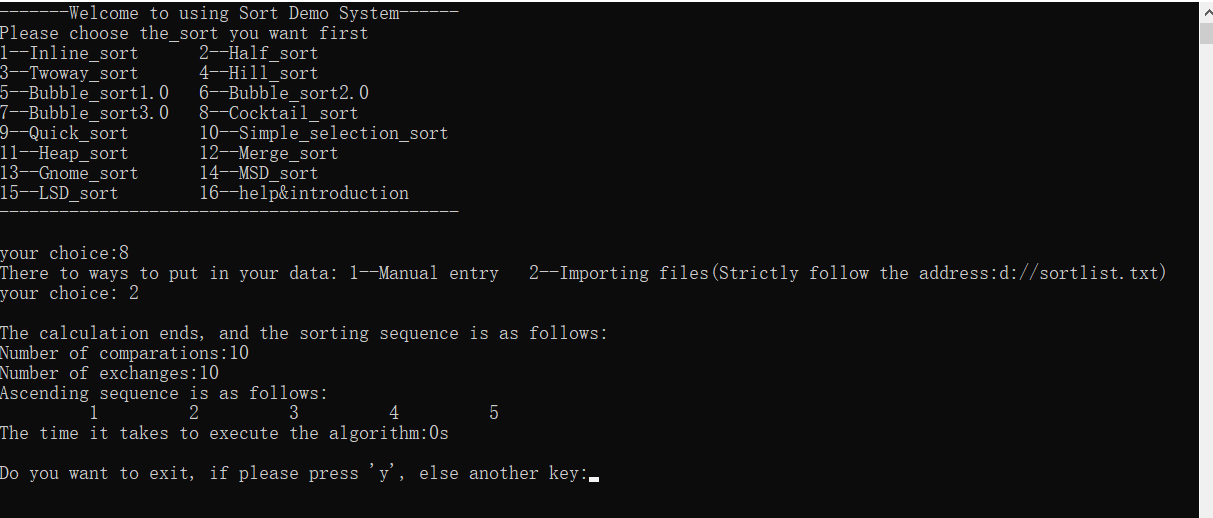 -------Welcome to using Sort Demo System------
Please choose the_sort you want first
1--Inline_sort      2--Half_sort
3--Twoway_sort      4--Hill_sort
5--Bubble_sort1.0   6--Bubble_sort2.0
7--Bubble_sort3.0   8--Cocktail_sort
9--Quick_sort       10--Simple_selection_sort
11--Heap_sort       12--Merge_sort
13--Gnome_sort      14--MSD_sort
15--LSD_sort        16--help&introduction
----------------------------------------------
your choice:8
There to ways to put in your data: 1--Manual entry   2--Importing files(Strictly follow the address:d://sortlist.txt)
your choice: 2
The calculation ends, and the sorting sequence is as follows:
Number of comparations:10
Number of exchanges:10
Ascending sequence is as follows:
         1         2         3         4         5
The time it takes to execute the algorithm:0s
Do you want to exit, if please press 'y', else another key: